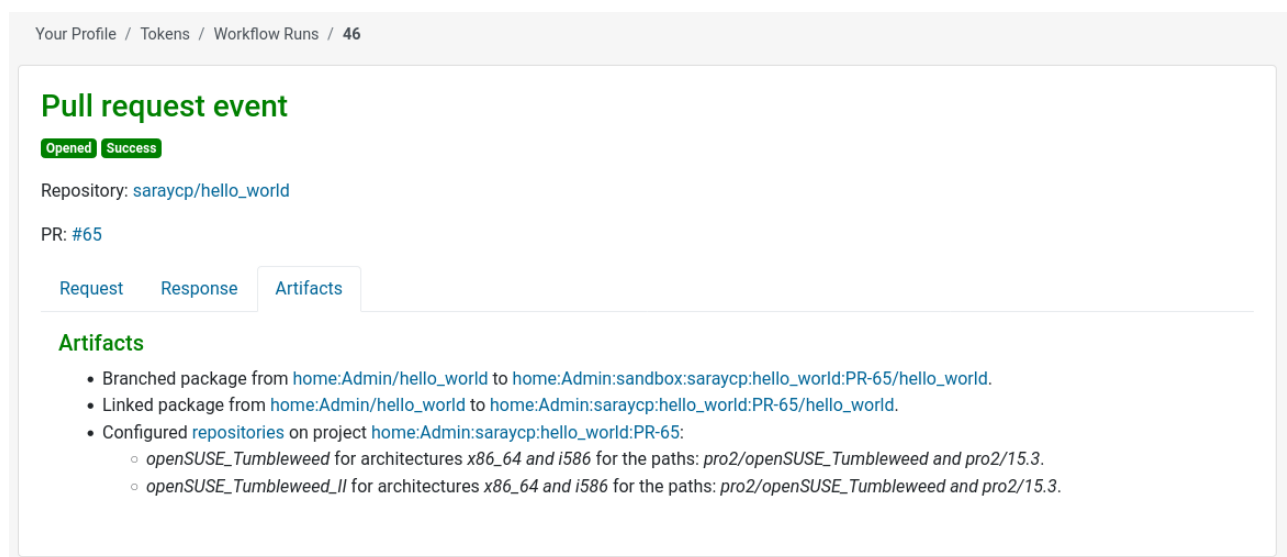 Your Profile / Tokens / Workflow Runs / 46
Pull request event
Opened Success
Repository: saraycp/hello_world
PR: #65
Request Response Artifacts
Artifacts
• Branched package from home:Admin/hello_world to home:Admin:sandbox:saraycp:hello_world:PR-65/hello_world.
• Linked package from home:Admin/hello_world to home:Admin:saraycp:hello_world:PR-65/hello_world.
• Configured repositories on project home:Admin:saraycp:hello_world:PR-65:
○ openSUSE_Tumbleweed for architectures x86_64 and i586 for the paths: pro2/openSUSE_Tumbleweed and pro2/15.3.
○ openSUSE_Tumbleweed_II for architectures x86_64 and i586 for the paths: pro2/openSUSE_Tumbleweed and pro2/15.3.